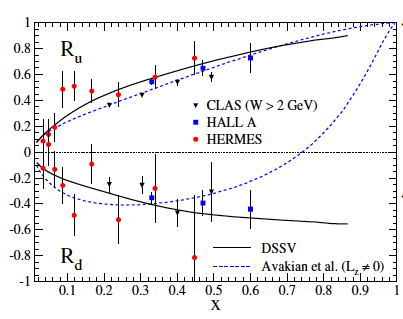 1
0.8
R_u
0.6
0.4
CLAS (W > 2 GeV)
HALL A
0.2
HERMES
0
-0.2
-0.4
-0.6
R_d
DSSV
-0.8
Avakian et al. (L_z ≠ 0)
-1
0.1 0.2 0.3 0.4 0.5 0.6 0.7 0.8 0.9 1
X